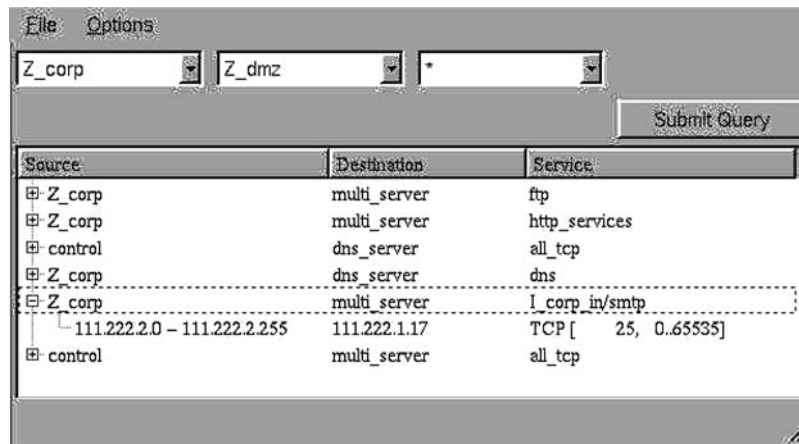 File Options
Z_corp Z_dmz *
Submit Query
Source Destination Service
Z_corp multi_server ftp
Z_corp multi_server http_services
control dns_server all_tcp
Z_corp dns_server dns
Z_corp multi_server I_corp_in/smtp
111.222.2.0 – 111.222.2.255 111.222.1.17 TCP [ 25, 0..65535]
control multi_server all_tcp